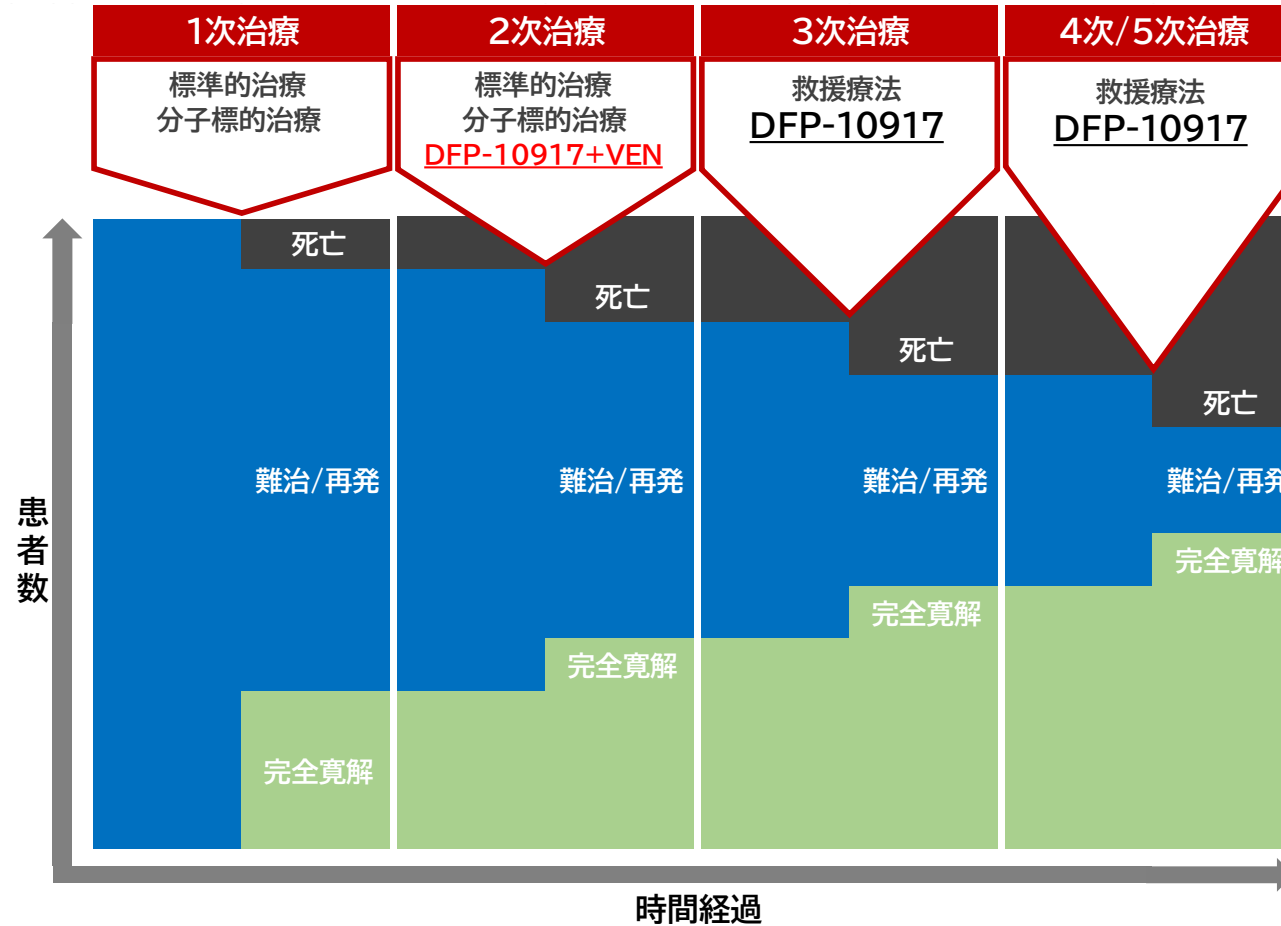 1次治療
2次治療
3次治療
4次/5次治療
標準的治療
分子標的治療
標準的治療
分子標的治療
DFP-10917+VEN
救援療法
DFP-10917
救援療法
DFP-10917
死亡
死亡
死亡
死亡
難治/再発
難治/再発
難治/再発
難治/再発
完全寛解
完全寛解
完全寛解
完全寛解
患者数
時間経過